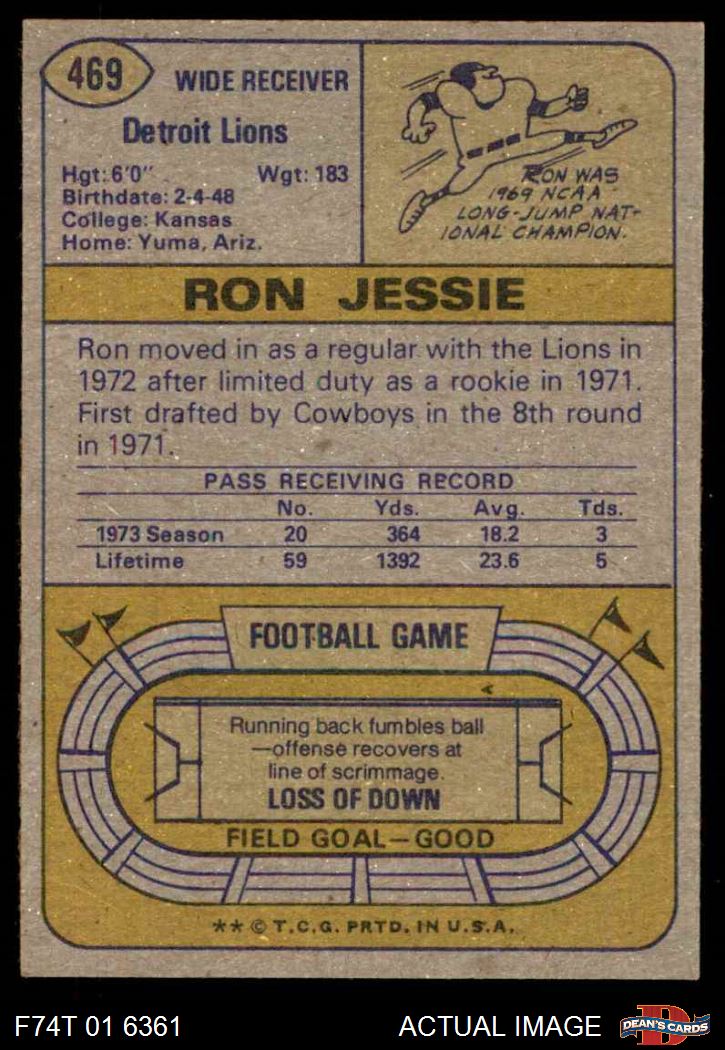 469
WIDE RECEIVER
Detroit Lions
Hgt: 6'0" Wgt: 183
Birthdate: 2-4-48
College: Kansas
Home: Yuma, Ariz.
RON WAS
1969 NCAA
LONG-JUMP NAT-
IONAL CHAMPION.
RON JESSIE
Ron moved in as a regular with the Lions in
1972 after limited duty as a rookie in 1971.
First drafted by Cowboys in the 8th round
in 1971.
PASS RECEIVING RECORD
No. Yds. Avg. Tds.
1973 Season 20 364 18.2 3
Lifetime 59 1392 23.6 5
FOOTBALL GAME
Running back fumbles ball
—offense recovers at
line of scrimmage.
LOSS OF DOWN
FIELD GOAL—GOOD
** © T.C.G. PRTD. IN U.S.A.
F74T 01 6361 ACTUAL IMAGE
D
DEAN'S CARDS